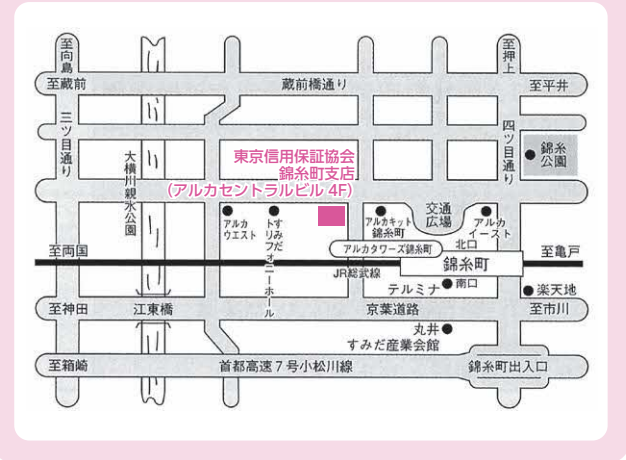 至向島
至押上
至蔵前
蔵前橋通り
至平井
三ツ目通り
四ツ目通り
大横川親水公園
錦糸
公園
東京信用保証協会
錦糸町支店
(アルカセントラルビル 4F)
アルカ
ウエスト
すみだ
トリフォニーホール
アルカキット
錦糸町
交通
広場
アルカ
イースト
アルカタワーズ錦糸町
北口
至両国
錦糸町
至亀戸
JR総武線
テルミナ
南口
楽天地
至神田
江東橋
京葉道路
至市川
丸井
すみだ産業会館
至箱崎
首都高速7号小松川線
錦糸町出入口